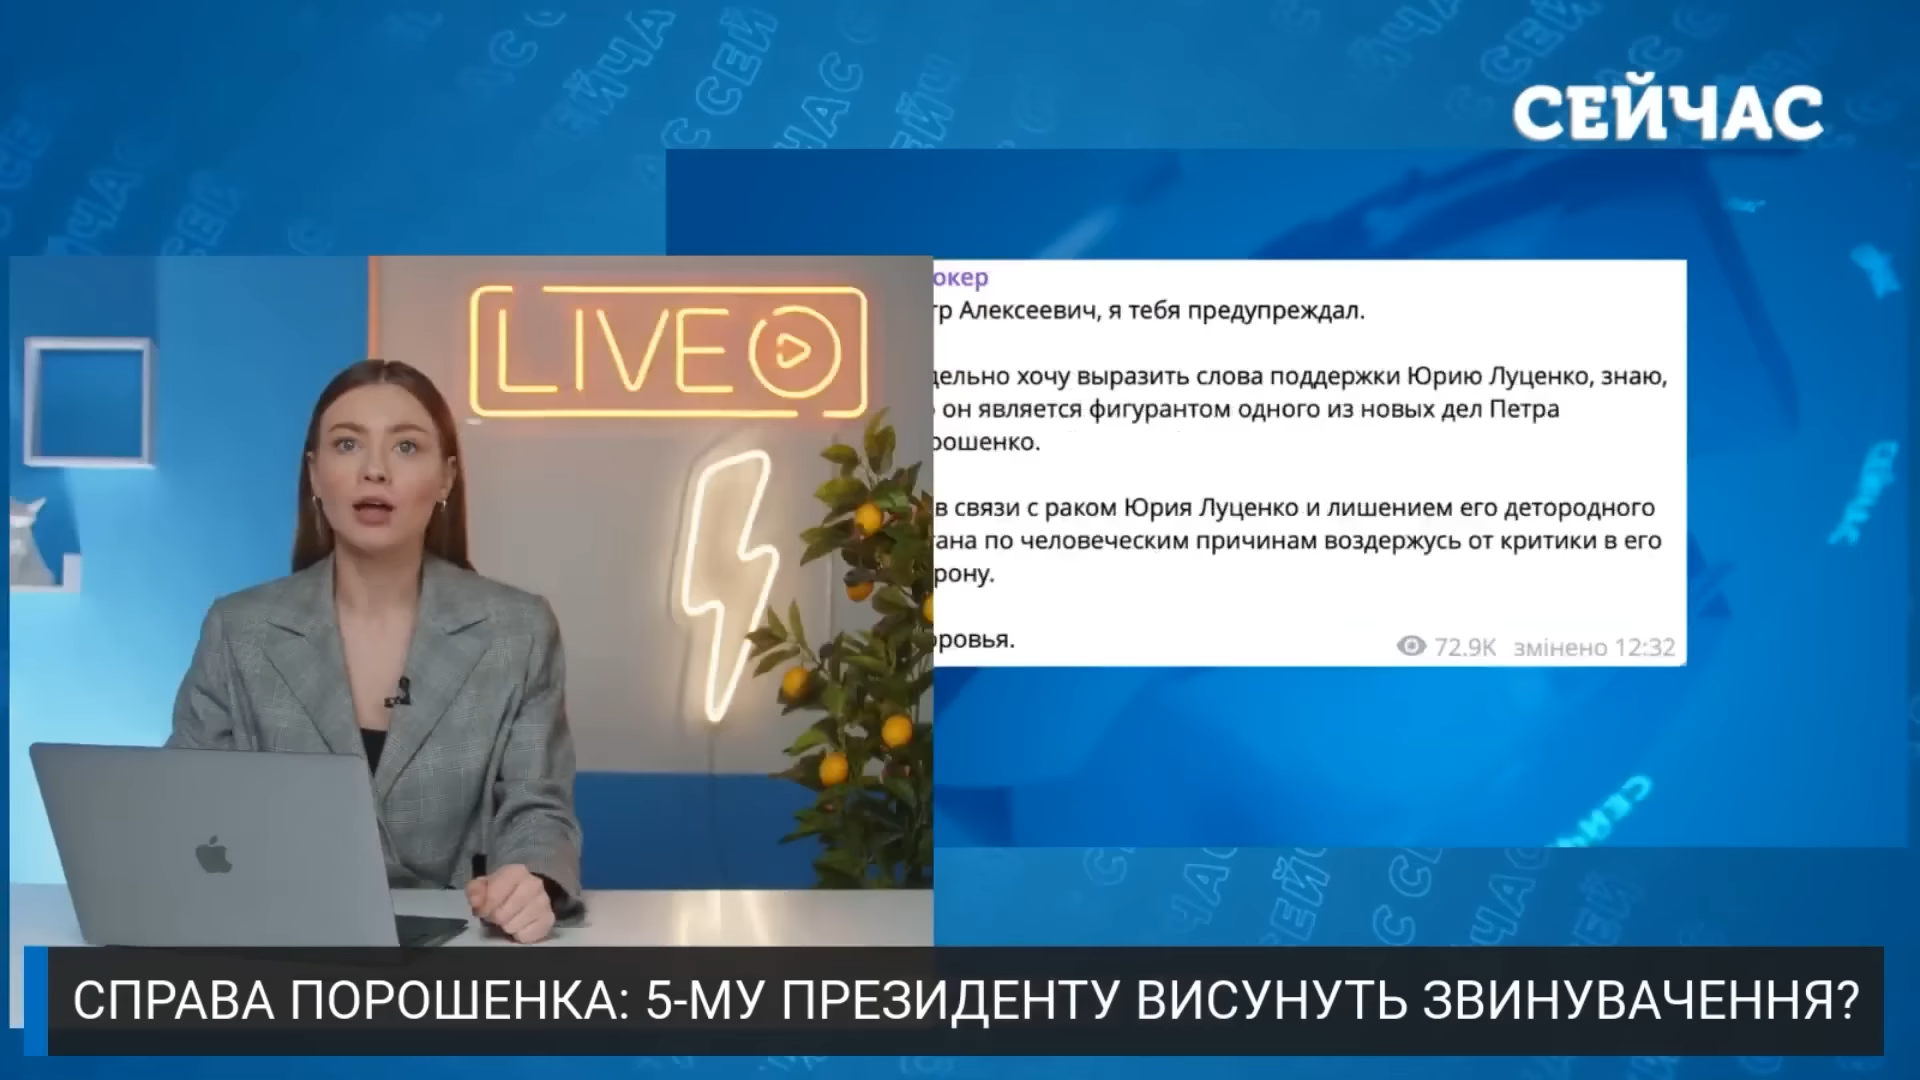 СЕЙЧАС
LIVE
окер
тр Алексеевич, я тебя предупреждал.
дельно хочу выразить слова поддержки Юрию Луценко, знаю,
он является фигурантом одного из новых дел Петра
рошенко.
в связи с раком Юрия Луценко и лишением его детородного
гана по человеческим причинам воздержусь от критики в его
рону.
ровья.
72.9K змінено 12:32
СПРАВА ПОРОШЕНКА: 5-МУ ПРЕЗИДЕНТУ ВИСУНУТЬ ЗВИНУВАЧЕННЯ?